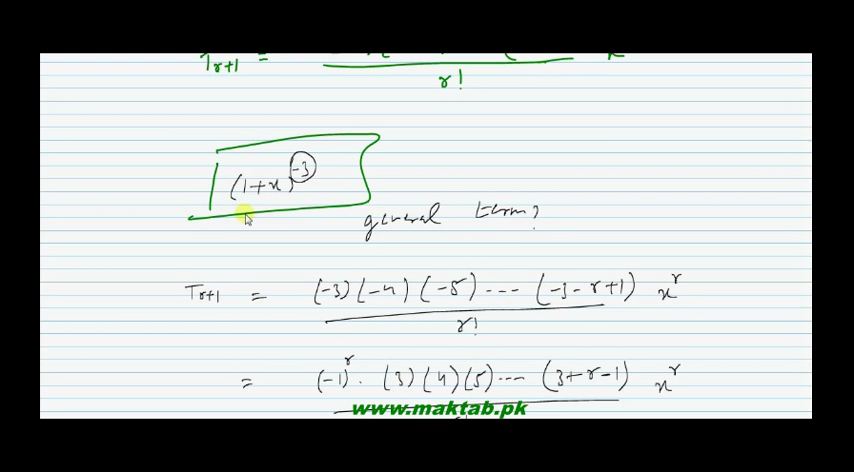 Tr+1 =
r!
(1+x)^-3
general term?
Tr+1 = (-3)(-4)(-5)---(-3-r+1) x^r
r!
= (-1)^r . (3)(4)(5)---(3+r-1) x^r
www.maktab.pk